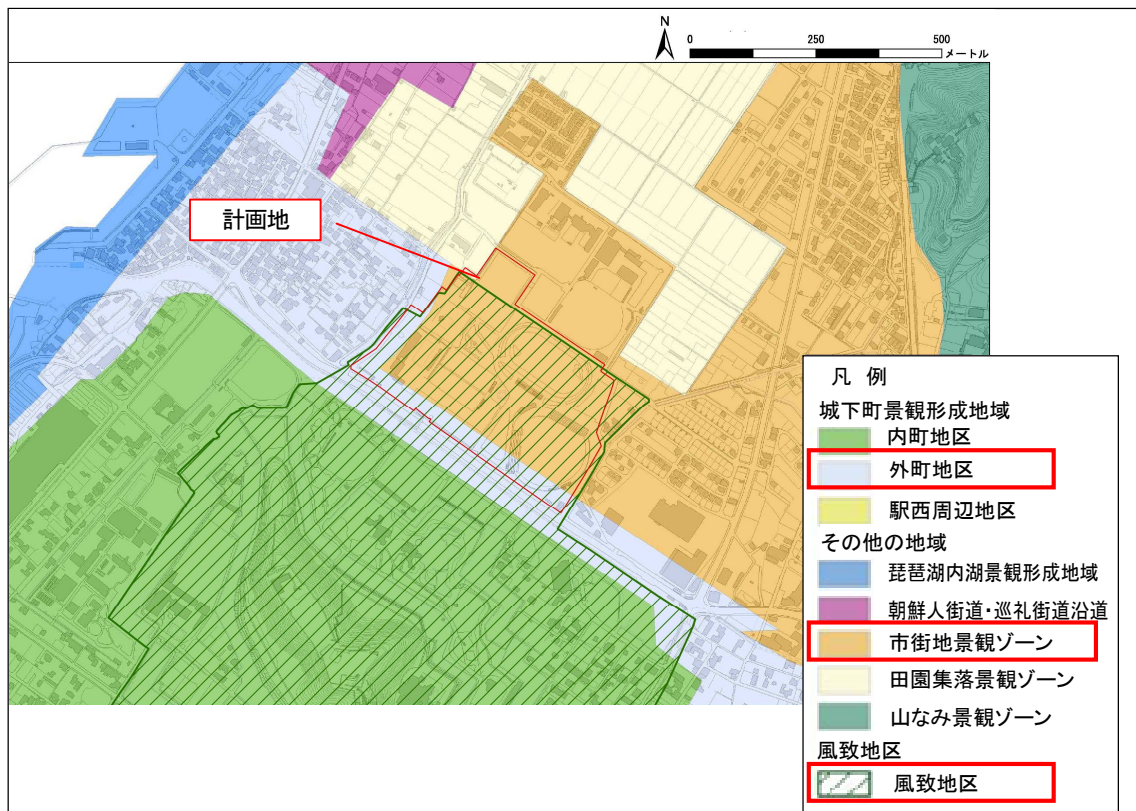 N
0 250 500
メートル
計画地
凡 例
城下町景観形成地域
内町地区
外町地区
駅西周辺地区
その他の地域
琵琶湖内湖景観形成地域
朝鮮人街道・巡礼街道沿道
市街地景観ゾーン
田園集落景観ゾーン
山なみ景観ゾーン
風致地区
風致地区